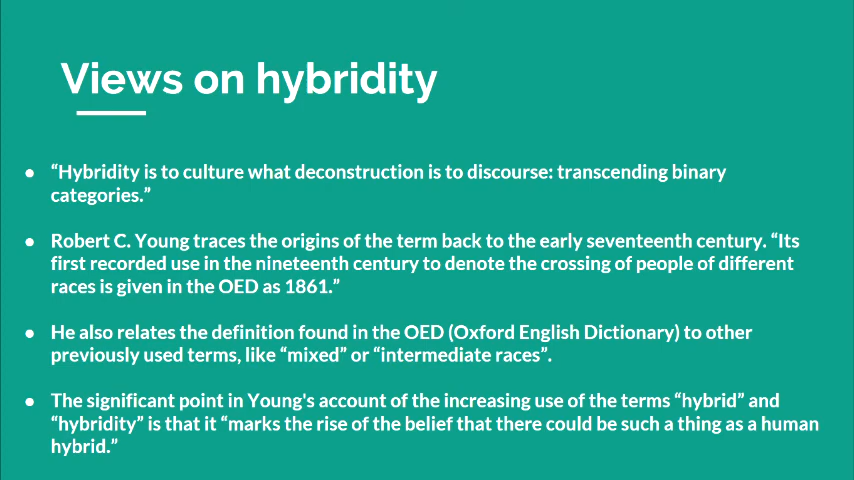 Views on hybridity
● “Hybridity is to culture what deconstruction is to discourse: transcending binary
categories.”
● Robert C. Young traces the origins of the term back to the early seventeenth century. “Its
first recorded use in the nineteenth century to denote the crossing of people of different
races is given in the OED as 1861.”
● He also relates the definition found in the OED (Oxford English Dictionary) to other
previously used terms, like “mixed” or “intermediate races”.
● The significant point in Young's account of the increasing use of the terms “hybrid” and
“hybridity” is that it “marks the rise of the belief that there could be such a thing as a human
hybrid.”